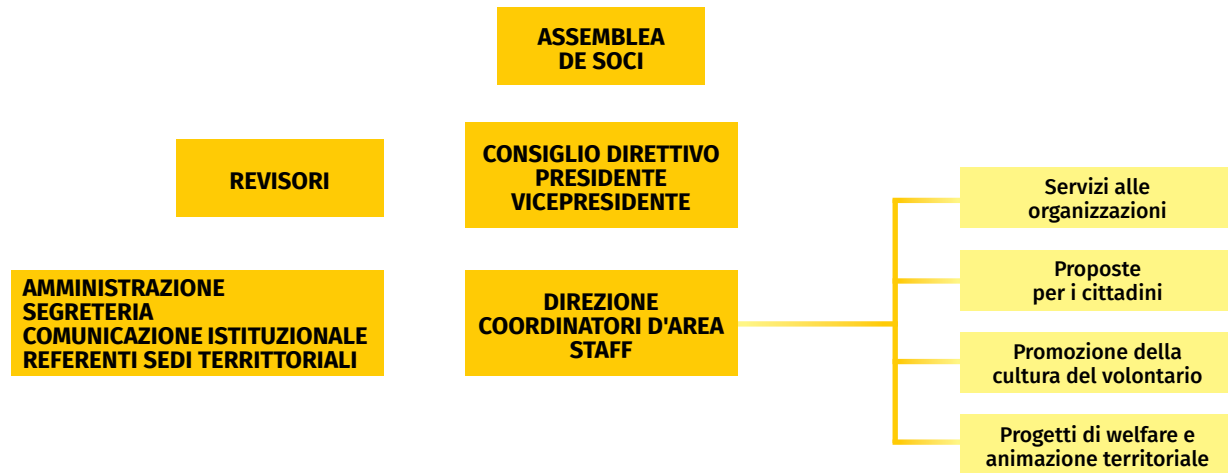 ASSEMBLEA
DE SOCI
REVISORI
CONSIGLIO DIRETTIVO
PRESIDENTE
VICEPRESIDENTE
AMMINISTRAZIONE
SEGRETERIA
COMUNICAZIONE ISTITUZIONALE
REFERENTI SEDI TERRITTORIALI
DIREZIONE
COORDINATORI D'AREA
STAFF
Servizi alle
organizzazioni
Proposte
per i cittadini
Promozione della
cultura del volontario
Progetti di welfare e
animazione territoriale